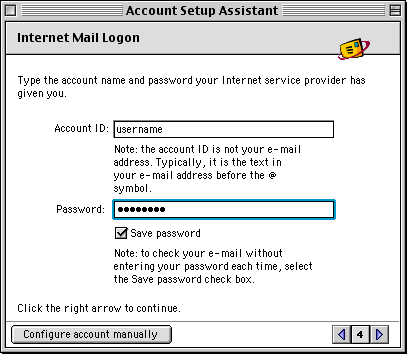 Account Setup Assistant
Internet Mail Logon
Type the account name and password your Internet service provider has
given you.
Account ID: username
Note: the account ID is not your e-mail
address. Typically, it is the text in
your e-mail address before the @
symbol.
Password: ••••••••
Save password
Note: to check your e-mail without
entering your password each time, select
the Save password check box.
Click the right arrow to continue.
Configure account manually
4